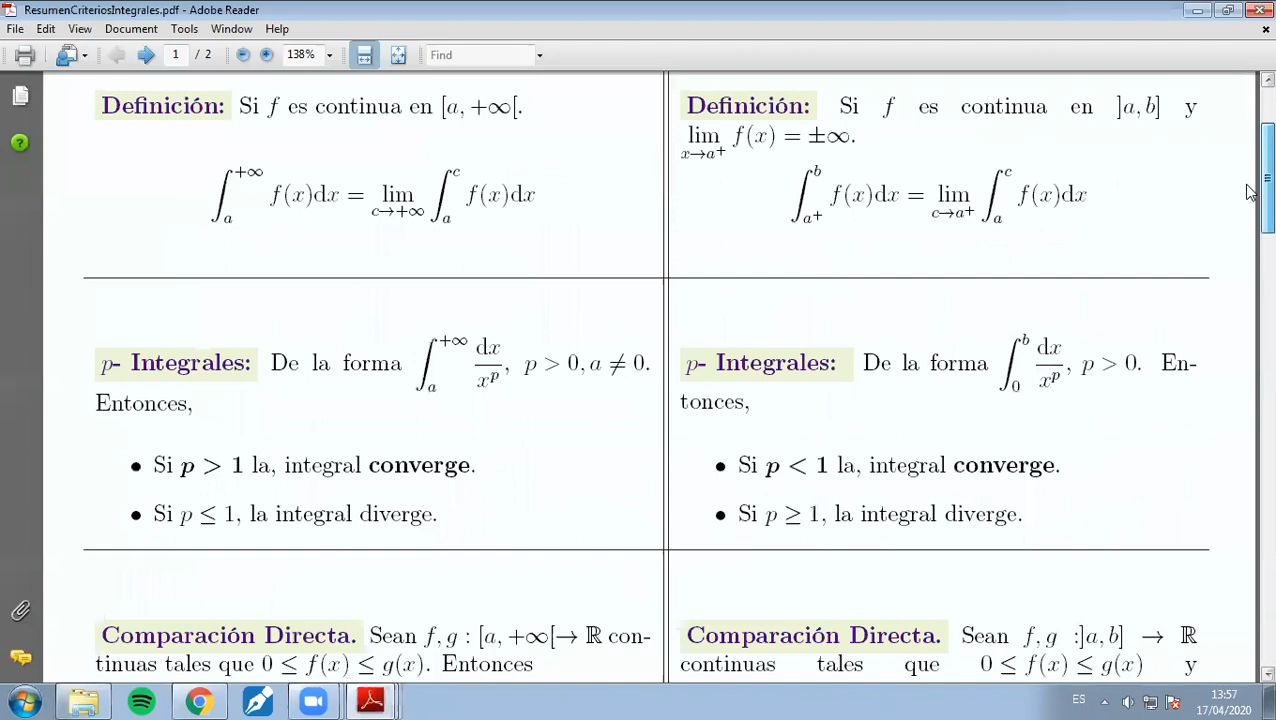 ResumenCriteriosIntegrales.pdf - Adobe Reader
File Edit View Document Tools Window Help
1 / 2 138% Find
Definición: Si f es continua en [a, +∞[.
∫_a^{+∞} f(x)dx = lim_{c→+∞} ∫_a^c f(x)dx
p- Integrales: De la forma ∫_a^{+∞} dx/x^p, p > 0, a ≠ 0.
Entonces,
• Si p > 1 la, integral converge.
• Si p ≤ 1, la integral diverge.
Comparación Directa. Sean f, g : [a, +∞[→ ℝ con-
tinuas tales que 0 ≤ f(x) ≤ g(x). Entonces
Definición: Si f es continua en ]a, b] y
lim_{x→a⁺} f(x) = ±∞.
∫_{a⁺}^b f(x)dx = lim_{c→a⁺} ∫_a^c f(x)dx
p- Integrales: De la forma ∫_0^b dx/x^p, p > 0. En-
tonces,
• Si p < 1 la, integral converge.
• Si p ≥ 1, la integral diverge.
Comparación Directa. Sean f, g :]a, b] → ℝ
continuas tales que 0 ≤ f(x) ≤ g(x) y
ES 13:57
17/04/2020